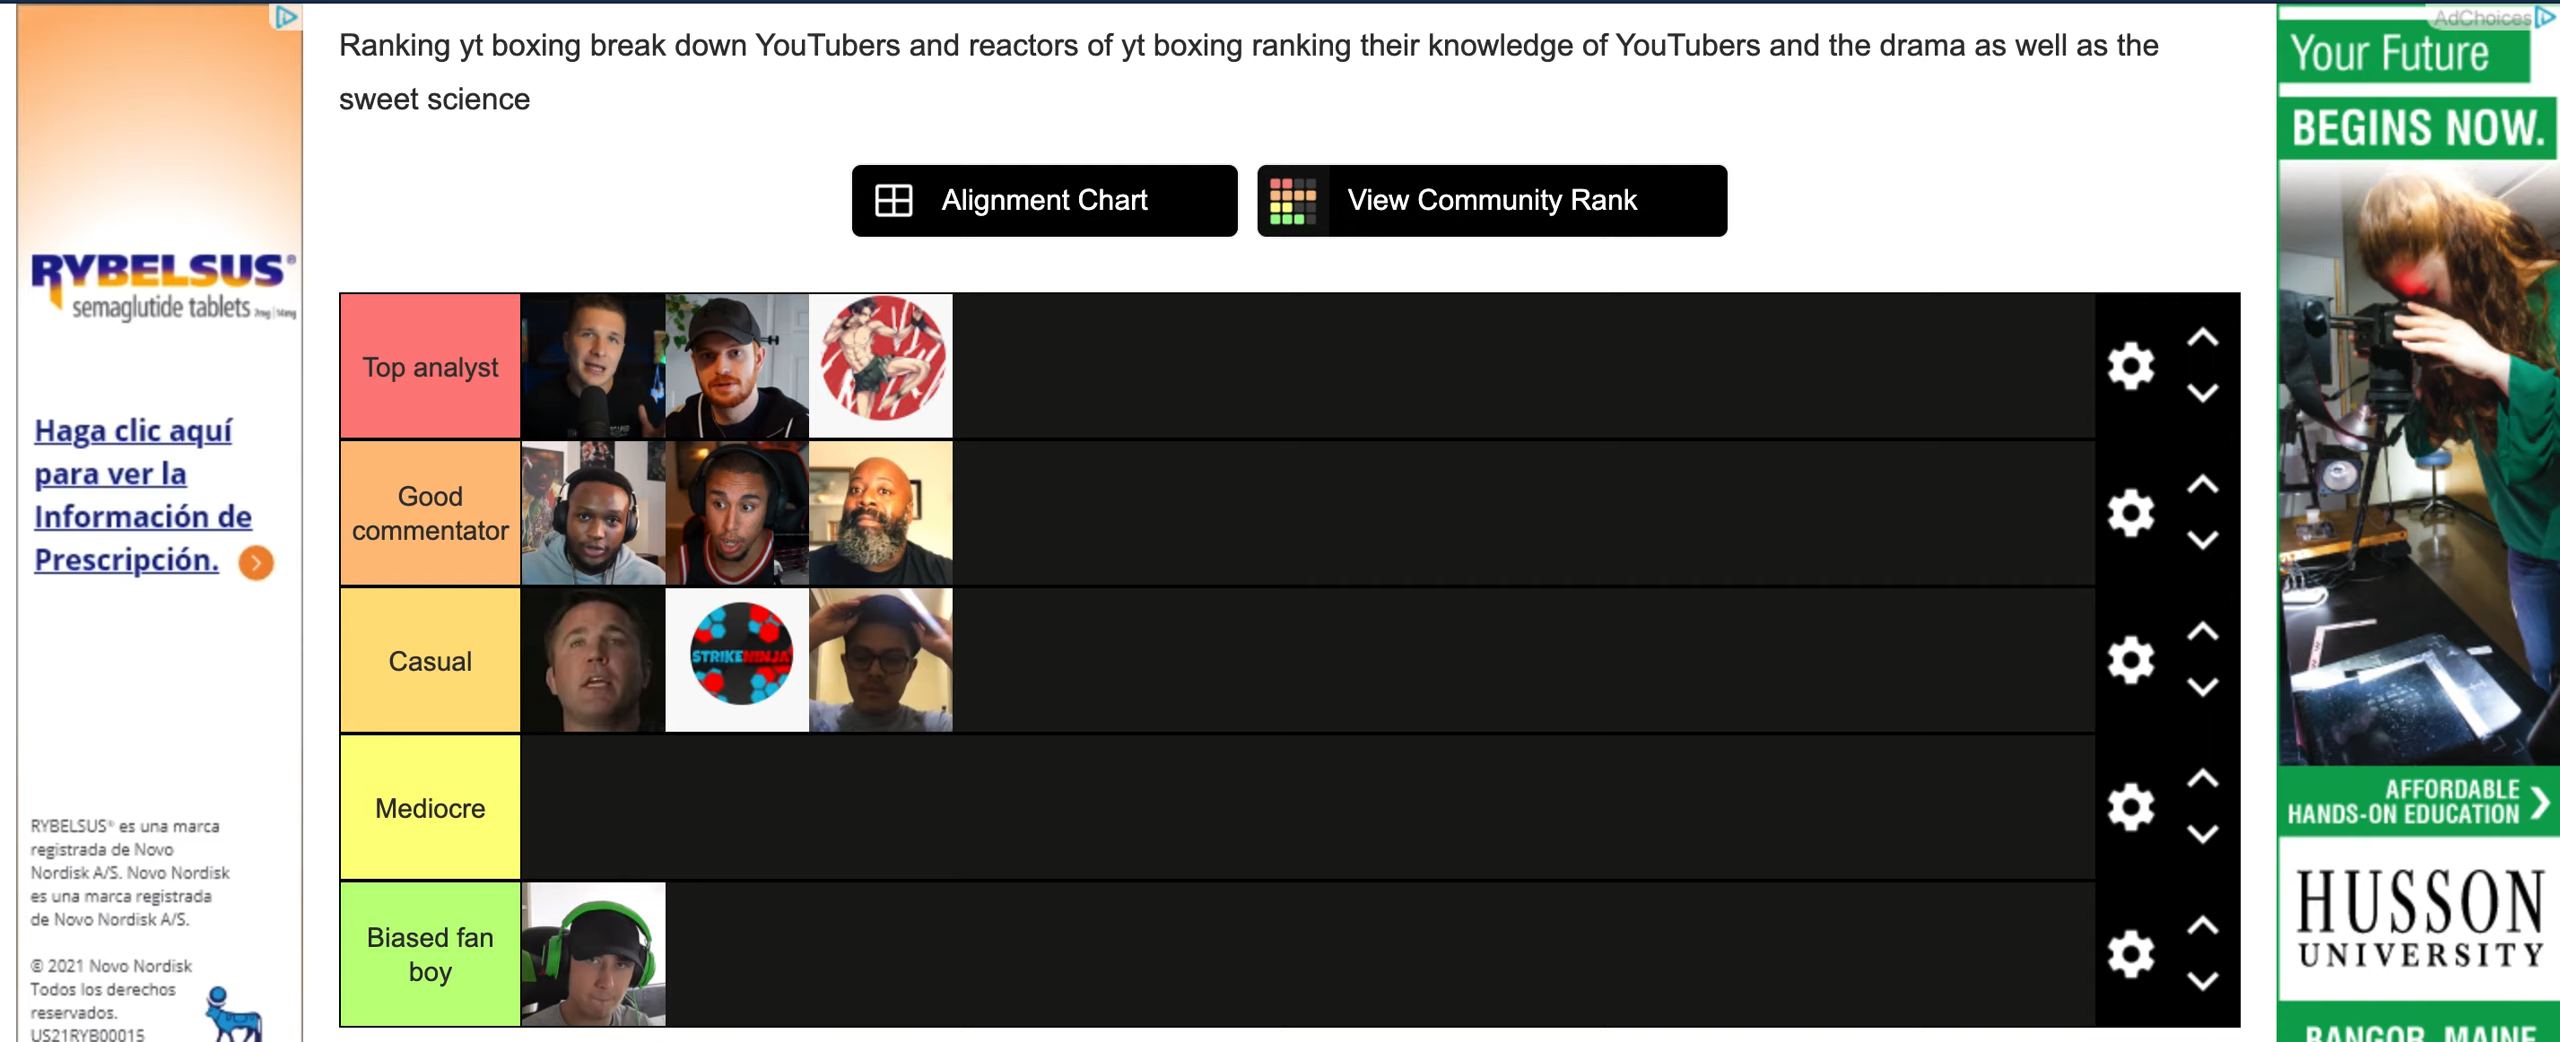 Ranking yt boxing break down YouTubers and reactors of yt boxing ranking their knowledge of YouTubers and the drama as well as the
sweet science
Alignment Chart
View Community Rank
Top analyst
Good
commentator
Casual
STRIKENINJA
Mediocre
Biased fan
boy
RYBELSUS®
semaglutide tablets
Haga clic aquí
para ver la
Información de
Prescripción.
RYBELSUS® es una marca
registrada de Novo
Nordisk A/S. Novo Nordisk
es una marca registrada
de Novo Nordisk A/S.
© 2021 Novo Nordisk
Todos los derechos
reservados.
US21RYB00015
AdChoices
Your Future
BEGINS NOW.
AFFORDABLE
HANDS-ON EDUCATION
HUSSON
UNIVERSITY
BANGOR, MAINE